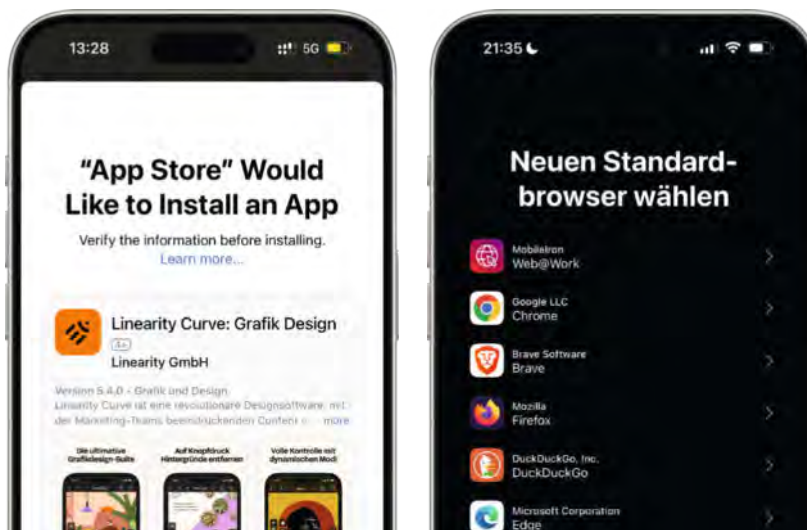 13:28
5G
“App Store” Would
Like to Install an App
Verify the information before installing.
Learn more...
Linearity Curve: Grafik Design
4+
Linearity GmbH
Version 5.4.0 - Grafik und Design
Linearity Curve ist eine revolutionäre Designsoftware, mit
der Marketing-Teams beeindruckenden Content
more
Die ultimative
Grafikdesign-Suite
Auf Knopfdruck
Hintergründe entfernen
Volle Kontrolle mit
dynamischen Modi
21:35
Neuen Standard-
browser wählen
MobileIron
Web@Work
Google LLC
Chrome
Brave Software
Brave
Mozilla
Firefox
DuckDuckGo, Inc.
DuckDuckGo
Microsoft Corporation
Edge